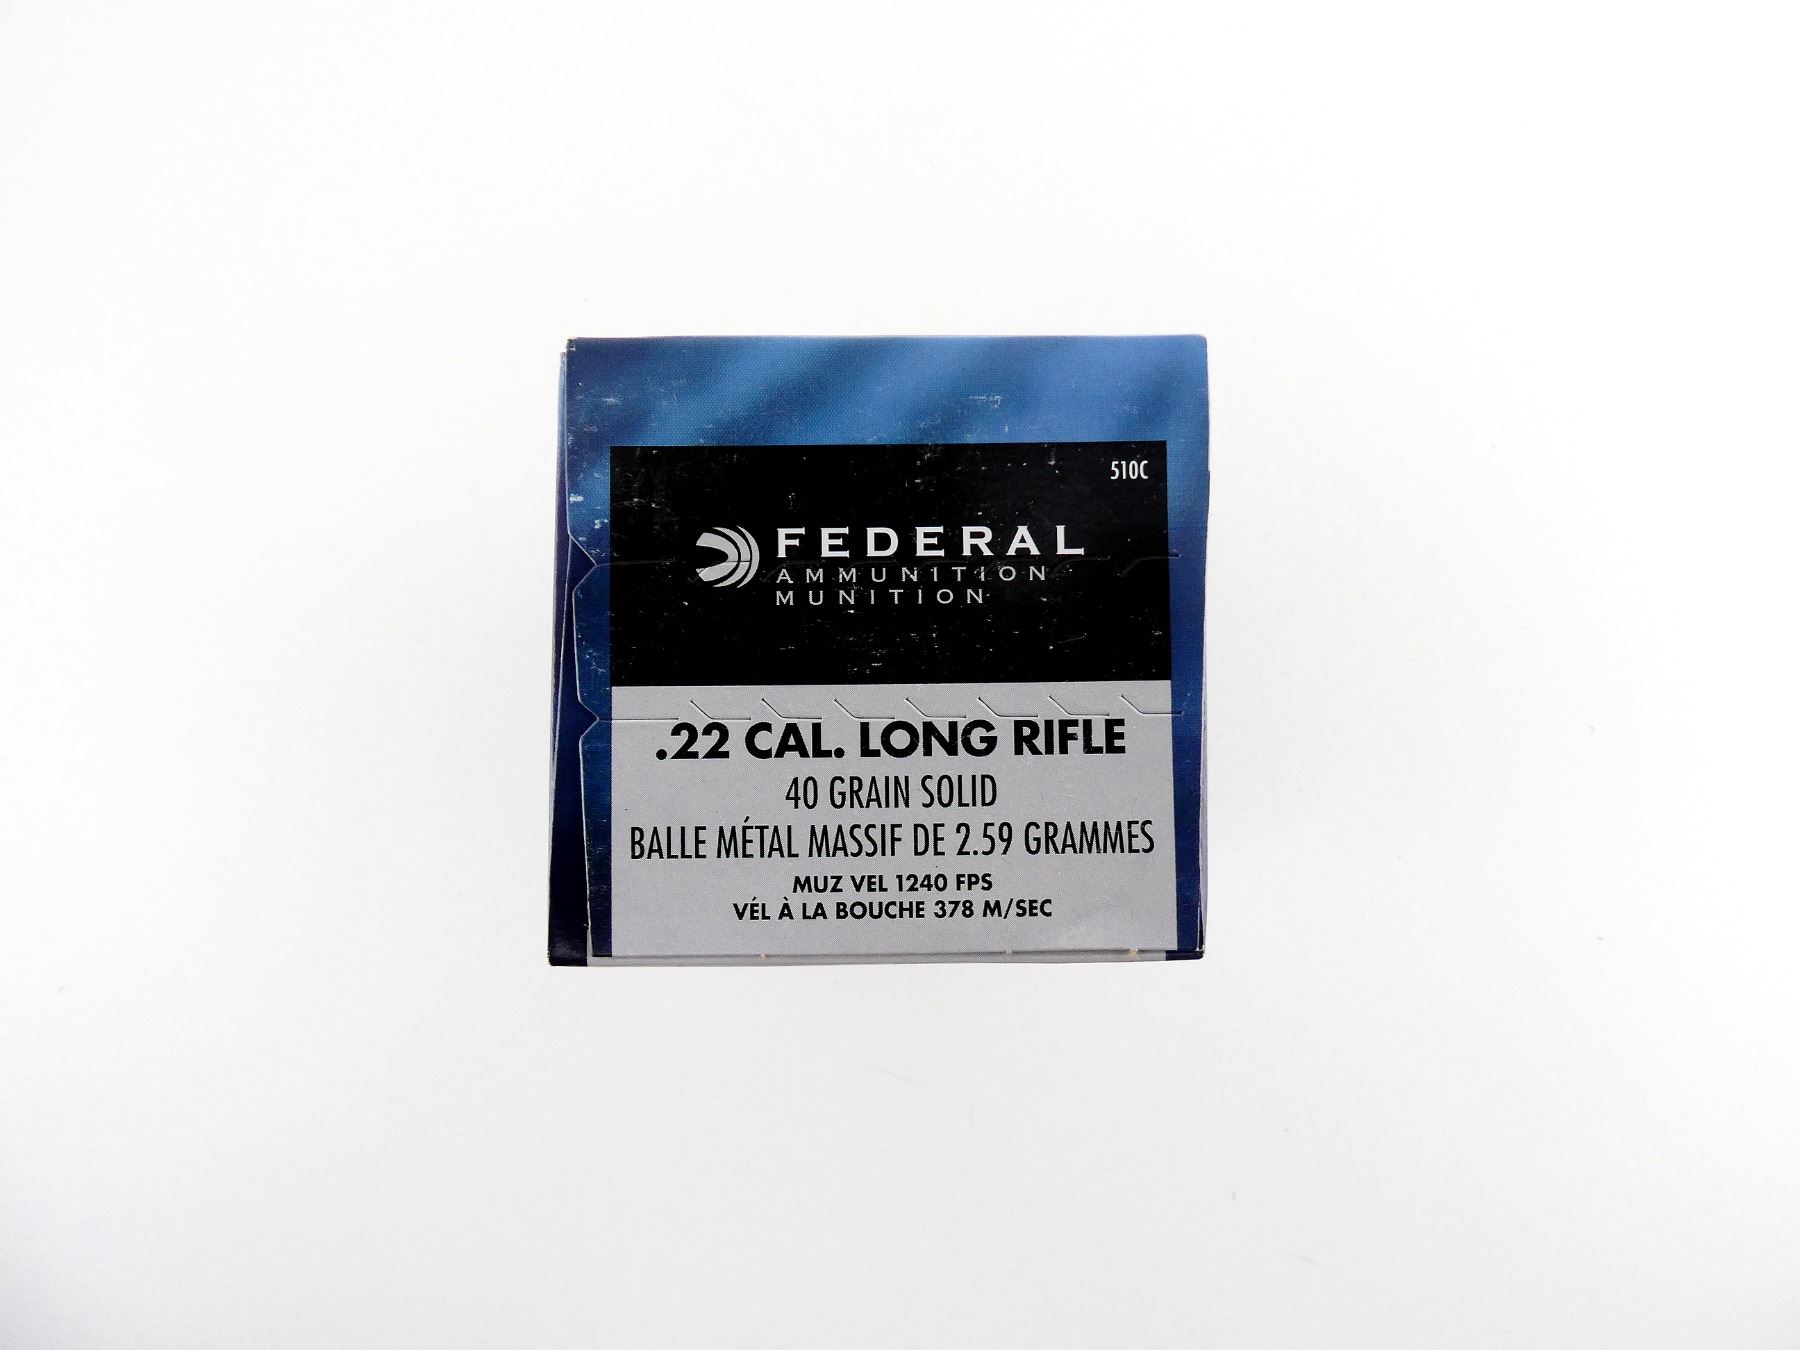 510C
FEDERAL
AMMUNITION
MUNITION
.22 CAL. LONG RIFLE
40 GRAIN SOLID
BALLE MÉTAL MASSIF DE 2.59 GRAMMES
MUZ VEL 1240 FPS
VÉL À LA BOUCHE 378 M/SEC